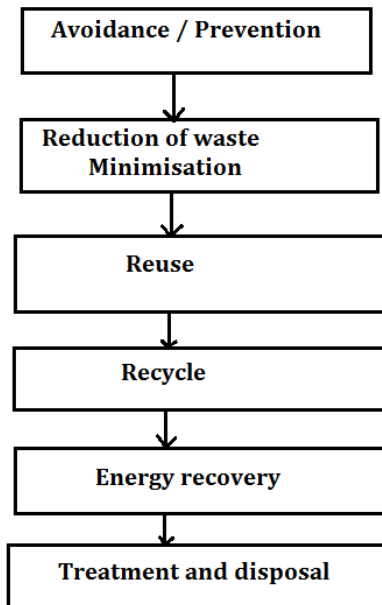 Avoidance / Prevention
Reduction of waste
Minimisation
Reuse
Recycle
Energy recovery
Treatment and disposal